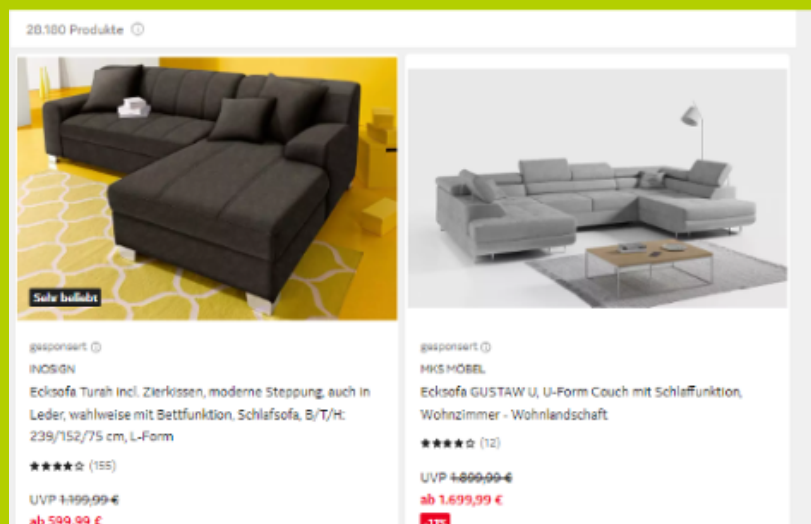 28.180 Produkte
Sehr beliebt
gesponsert
INOSIGN
Ecksofa Turah incl. Zierkissen, moderne Steppung, auch in
Leder, wahlweise mit Bettfunktion, Schlafsofa, B/T/H:
239/152/75 cm, L-Form
(155)
UVP 1.199,99 €
ab 599,99 €
gesponsert
MKS MÖBEL
Ecksofa GUSTAW U, U-Form Couch mit Schlaffunktion,
Wohnzimmer - Wohnlandschaft
(12)
UVP 1.899,99 €
ab 1.699,99 €